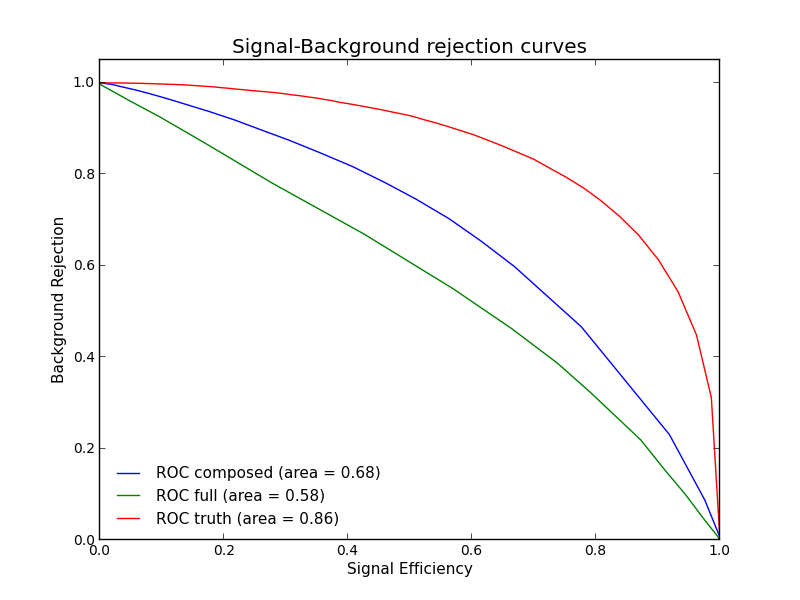 Signal-Background rejection curves
Background Rejection
1.0
0.8
0.6
0.4
0.2
0.0
ROC composed (area = 0.68)
ROC full (area = 0.58)
ROC truth (area = 0.86)
0.0 0.2 0.4 0.6 0.8 1.0
Signal Efficiency